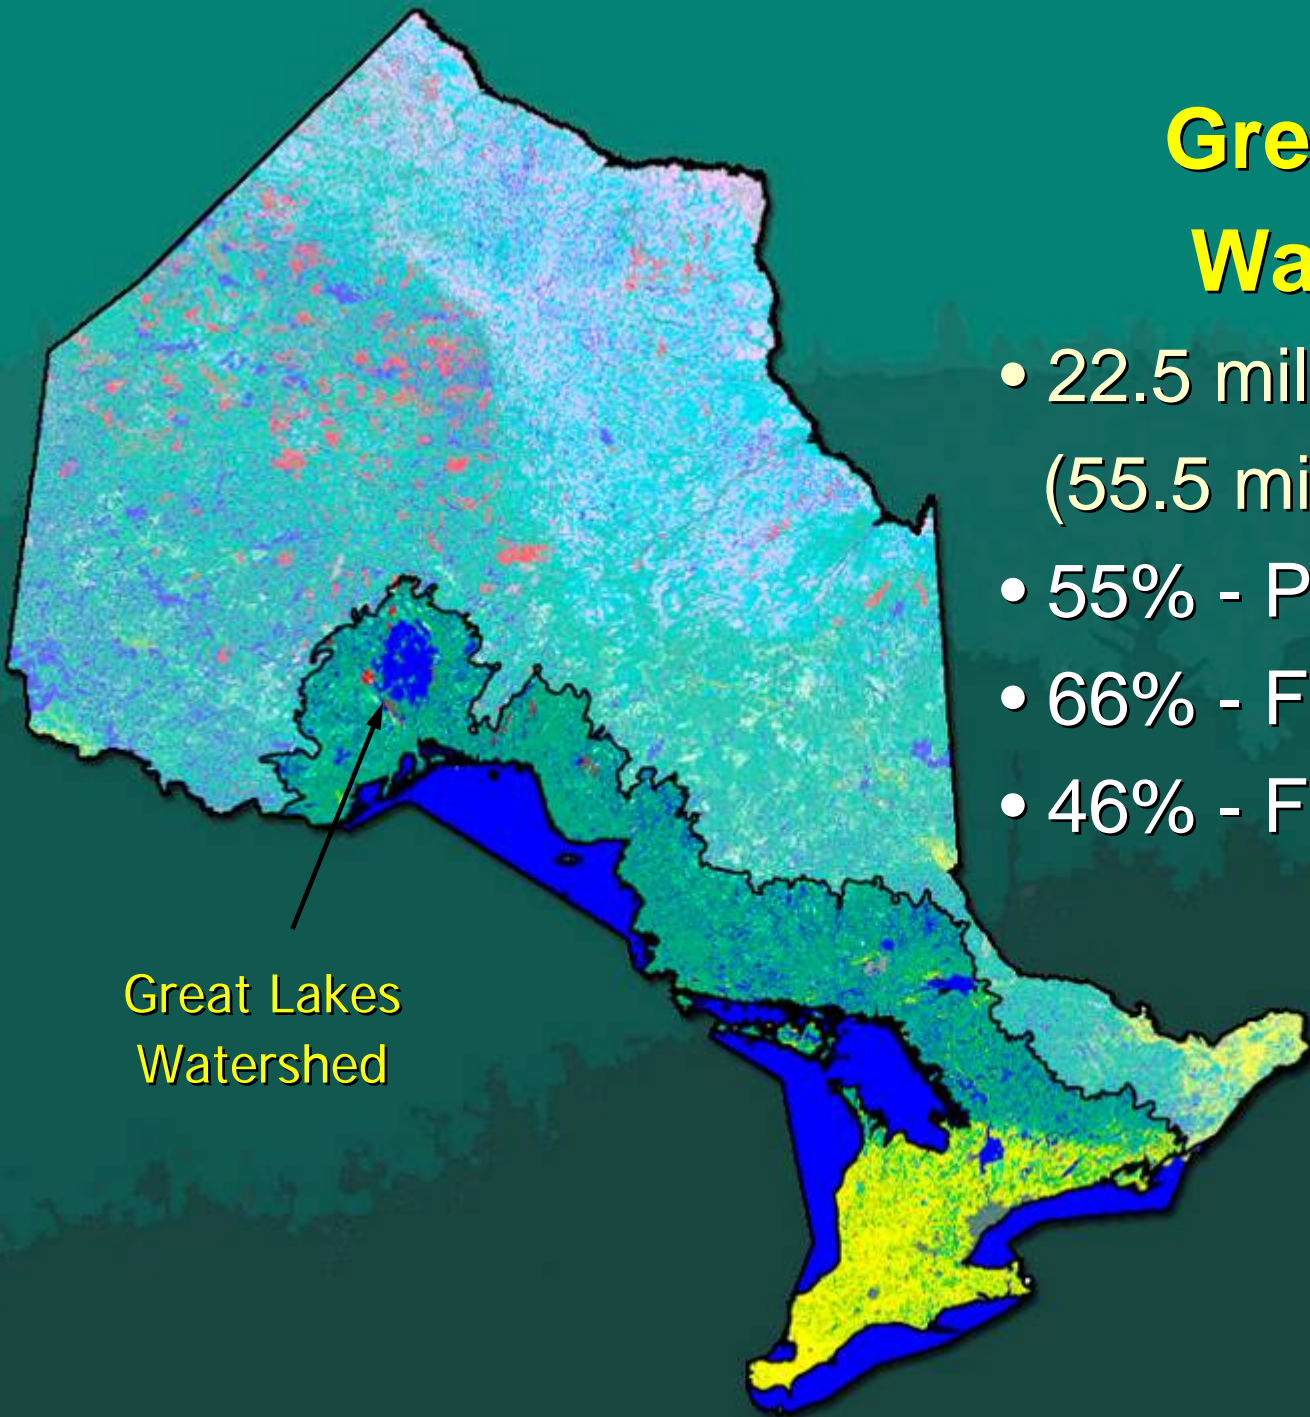 Gre
Wa
• 22.5 mil
(55.5 mi
• 55% - P
• 66% - F
• 46% - F
Great Lakes
Watershed